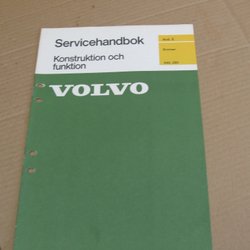 Servicehandbok
Konstruktion och
funktion
VOLVO